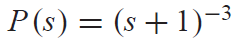 P(s) = (s + 1)⁻³